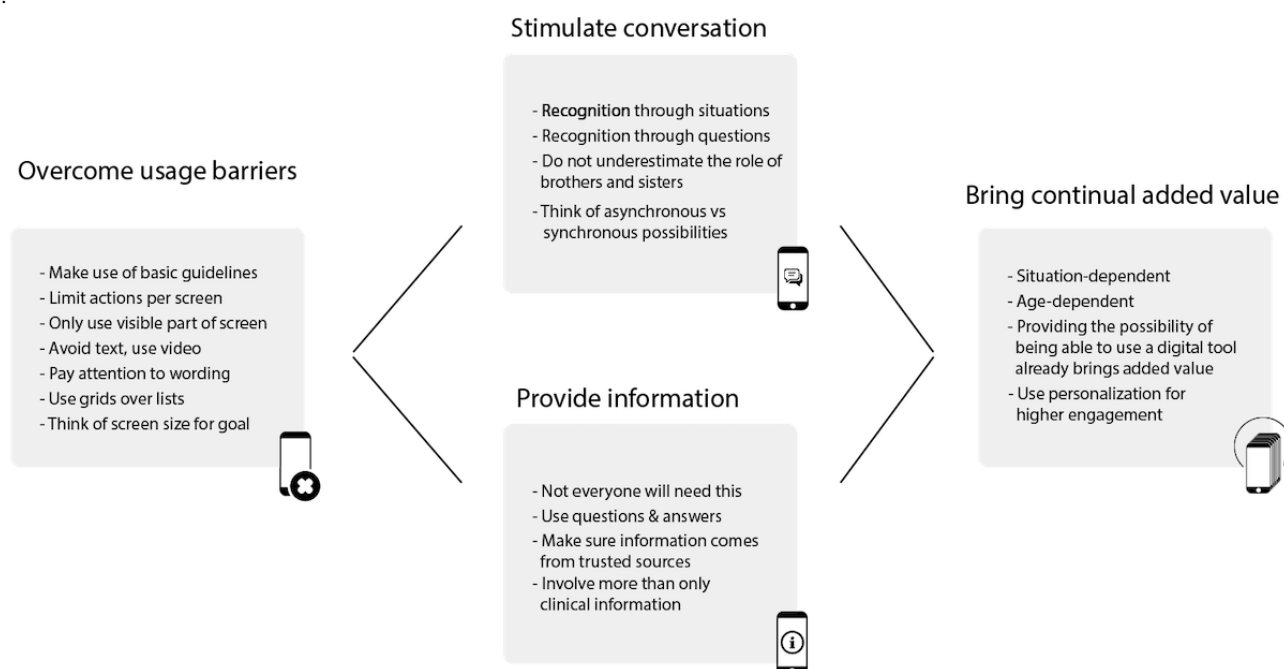 Stimulate conversation
- Recognition through situations
- Recognition through questions
- Do not underestimate the role of
brothers and sisters
- Think of asynchronous vs
synchronous possibilities
Overcome usage barriers
- Make use of basic guidelines
- Limit actions per screen
- Only use visible part of screen
- Avoid text, use video
- Pay attention to wording
- Use grids over lists
- Think of screen size for goal
Provide information
- Not everyone will need this
- Use questions & answers
- Make sure information comes
from trusted sources
- Involve more than only
clinical information
Bring continual added value
- Situation-dependent
- Age-dependent
- Providing the possibility of
being able to use a digital tool
already brings added value
- Use personalization for
higher engagement